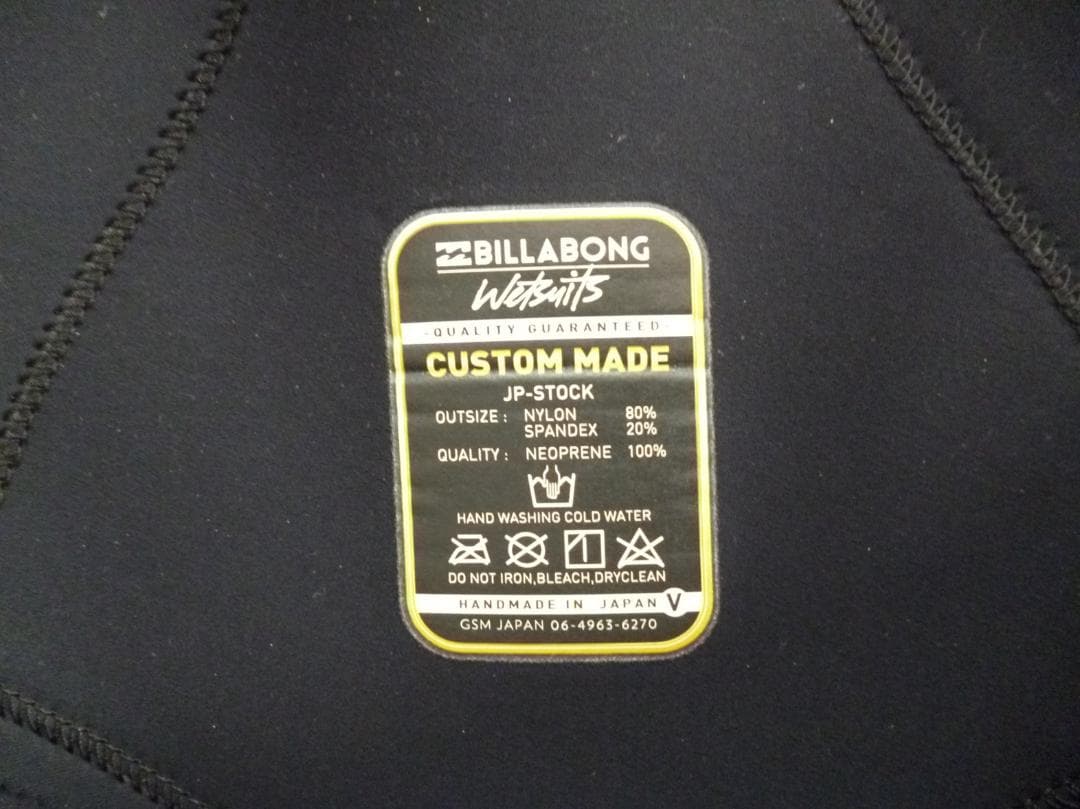 BILLABONG
Wetsuits
-QUALITY GUARANTEED-
CUSTOM MADE
JP-STOCK
OUTSIZE : NYLON 80%
SPANDEX 20%
QUALITY : NEOPRENE 100%
HAND WASHING COLD WATER
DO NOT IRON,BLEACH,DRYCLEAN
HANDMADE IN JAPAN V
GSM JAPAN 06-4963-6270